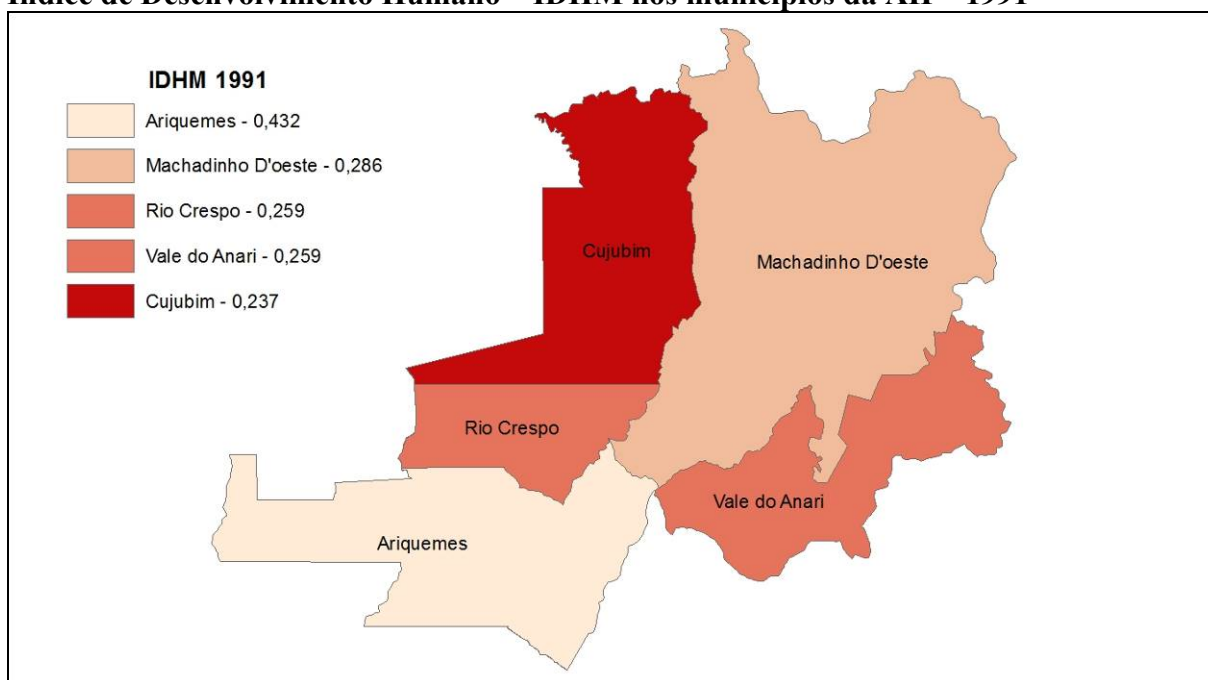 Índice de Desenvolvimento Humano – IDHM nos municípios da AII – 1991
IDHM 1991
Ariquemes - 0,432
Machadinho D'oeste - 0,286
Rio Crespo - 0,259
Vale do Anari - 0,259
Cujubim - 0,237
Cujubim
Machadinho D'oeste
Rio Crespo
Vale do Anari
Ariquemes